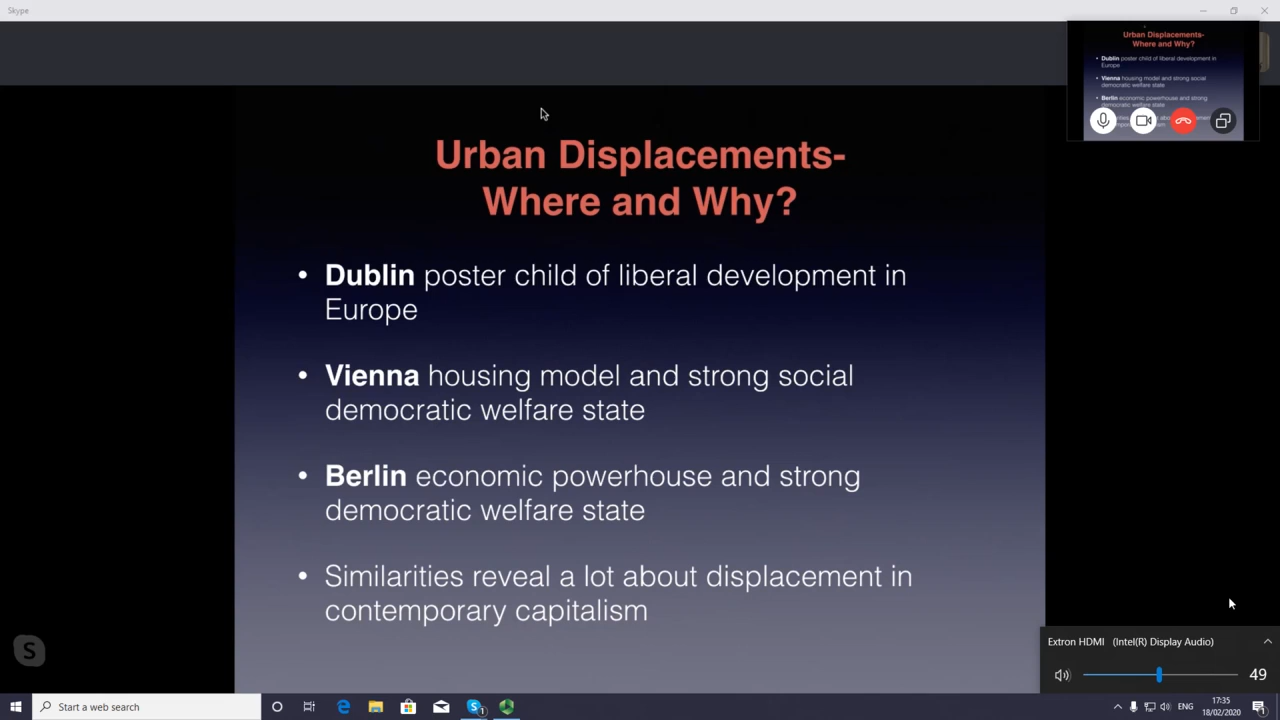 Skype
Urban Displacements-
Where and Why?
• Dublin poster child of liberal development in
Europe
• Vienna housing model and strong social
democratic welfare state
• Berlin economic powerhouse and strong
democratic welfare state
• Similarities reveal a lot about displacement in
contemporary capitalism
Urban Displacements-
Where and Why?
• Dublin poster child of liberal development in
Europe
• Vienna housing model and strong social
democratic welfare state
• Berlin economic powerhouse and strong
democratic welfare state
S
Extron HDMI (Intel(R) Display Audio)
49
Start a web search
1
ENG
17:35
18/02/2020
1